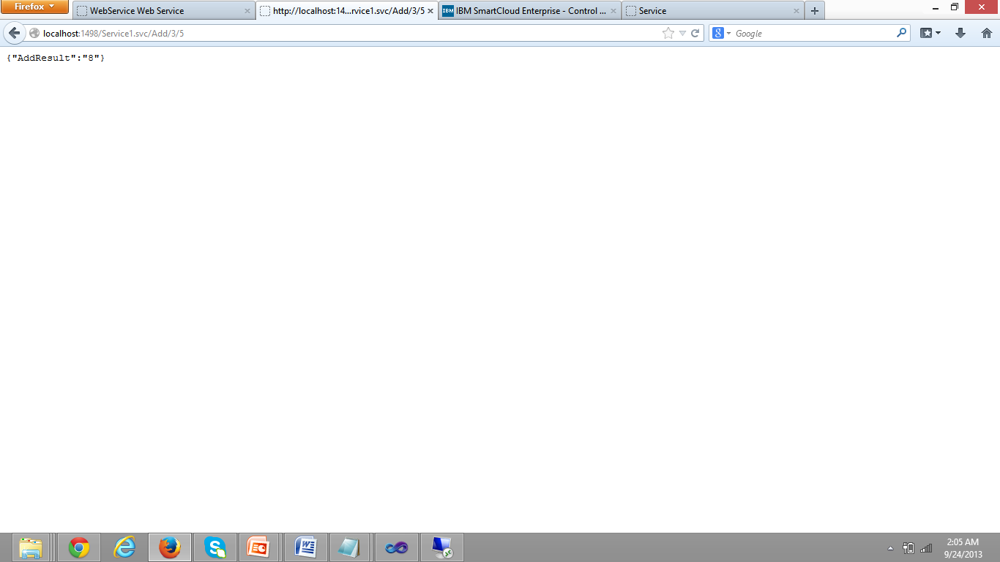 Firefox
WebService Web Service
http://localhost:14...rvice1.svc/Add/3/5
IBM IBM SmartCloud Enterprise - Control ...
Service
localhost:1498/Service1.svc/Add/3/5
Google
{"AddResult":"8"}
2:05 AM
9/24/2013